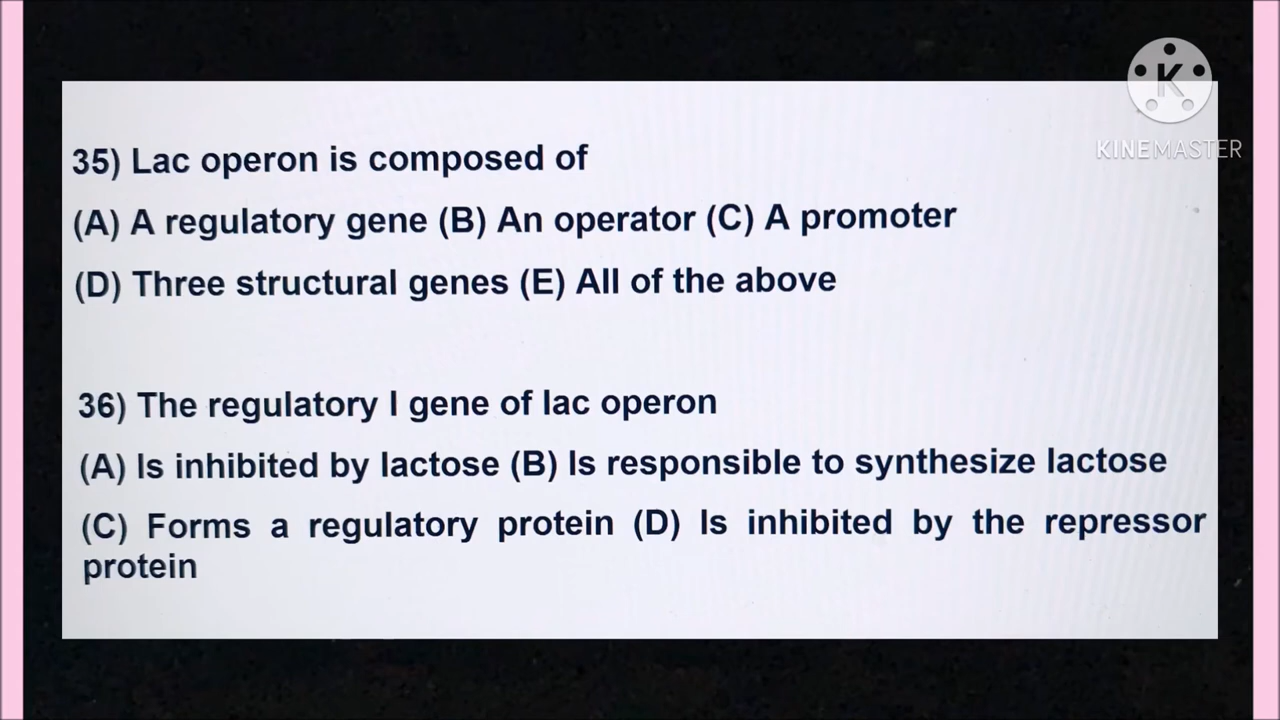 K
KINEMASTER
35) Lac operon is composed of
(A) A regulatory gene (B) An operator (C) A promoter
(D) Three structural genes (E) All of the above
36) The regulatory I gene of lac operon
(A) Is inhibited by lactose (B) Is responsible to synthesize lactose
(C) Forms a regulatory protein (D) Is inhibited by the repressor
protein